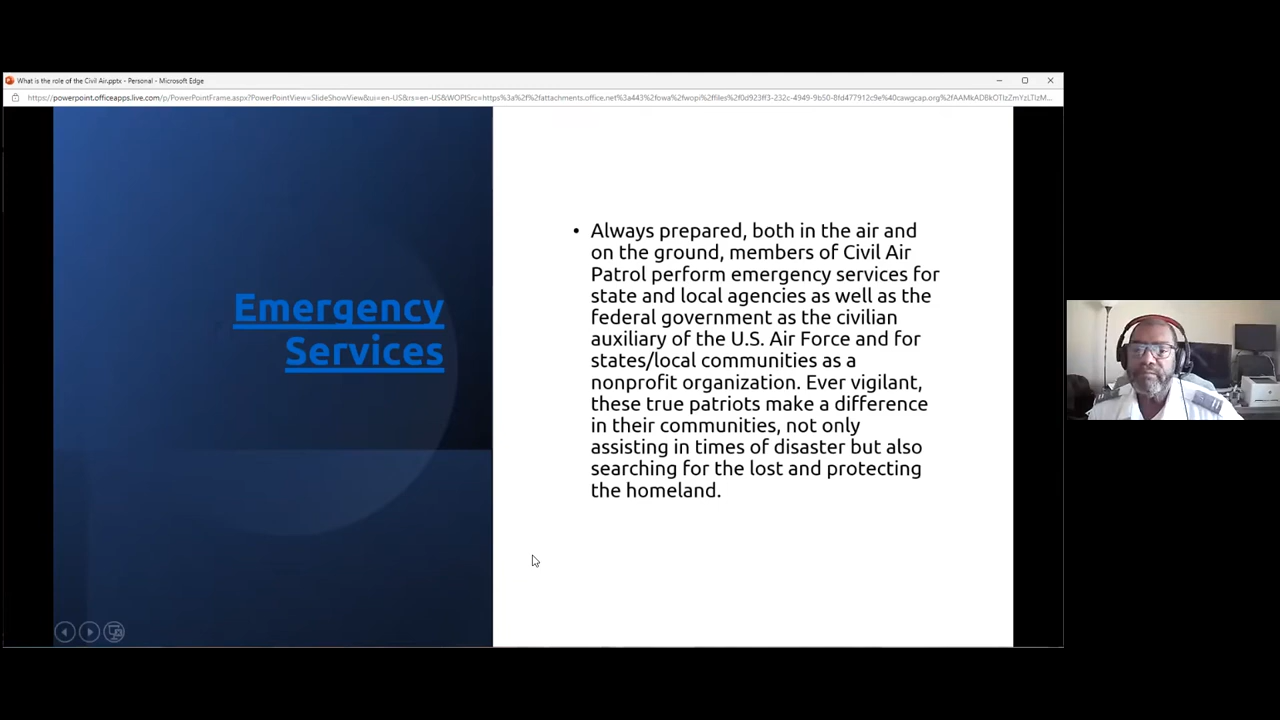 What is the role of the Civil Air.pptx - Personal - Microsoft Edge
Emergency
Services
• Always prepared, both in the air and
on the ground, members of Civil Air
Patrol perform emergency services for
state and local agencies as well as the
federal government as the civilian
auxiliary of the U.S. Air Force and for
states/local communities as a
nonprofit organization. Ever vigilant,
these true patriots make a difference
in their communities, not only
assisting in times of disaster but also
searching for the lost and protecting
the homeland.